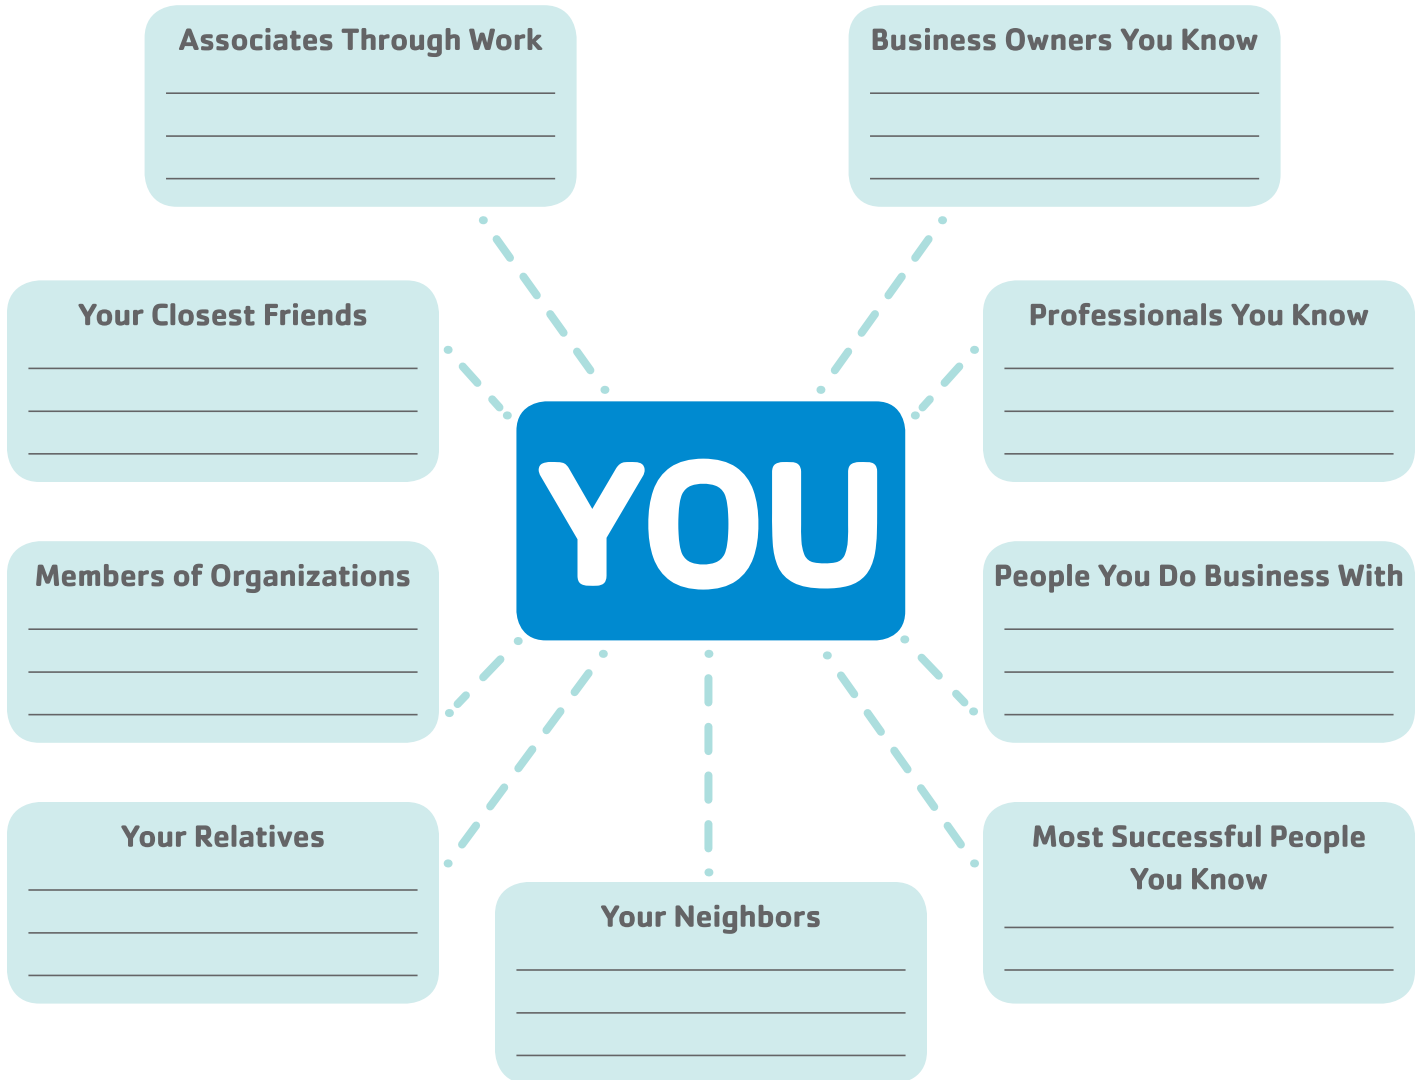 Associates Through Work
Business Owners You Know
Your Closest Friends
Professionals You Know
YOU
Members of Organizations
People You Do Business With
Your Relatives
Most Successful People
You Know
Your Neighbors